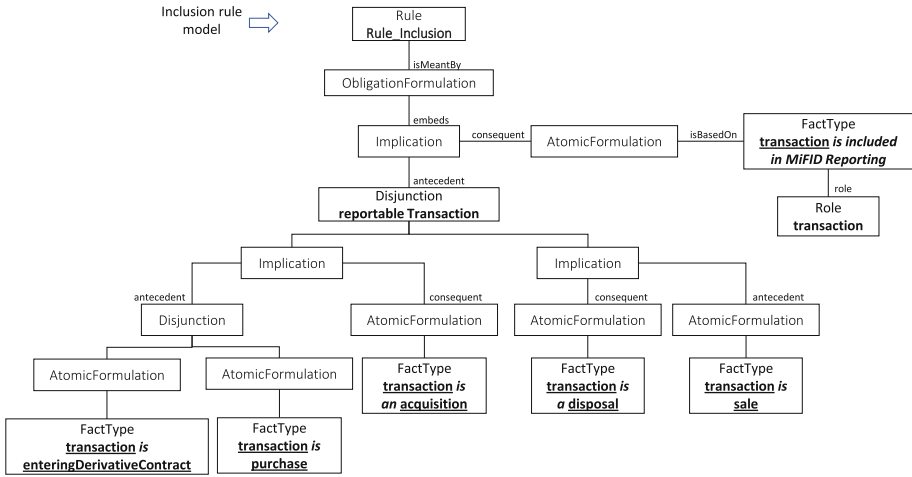 Inclusion rule
model
Rule
Rule_Inclusion
isMeantBy
ObligationFormulation
embeds
Implication
consequent
AtomicFormulation
isBasedOn
FactType
transaction is included
in MiFID Reporting
role
Role
transaction
antecedent
Disjunction
reportable Transaction
Implication
Implication
antecedent
consequent
consequent
antecedent
Disjunction
AtomicFormulation
AtomicFormulation
AtomicFormulation
AtomicFormulation
AtomicFormulation
FactType
transaction is
an acquisition
FactType
transaction is
a disposal
FactType
transaction is
sale
FactType
transaction is
enteringDerivativeContract
FactType
transaction is
purchase